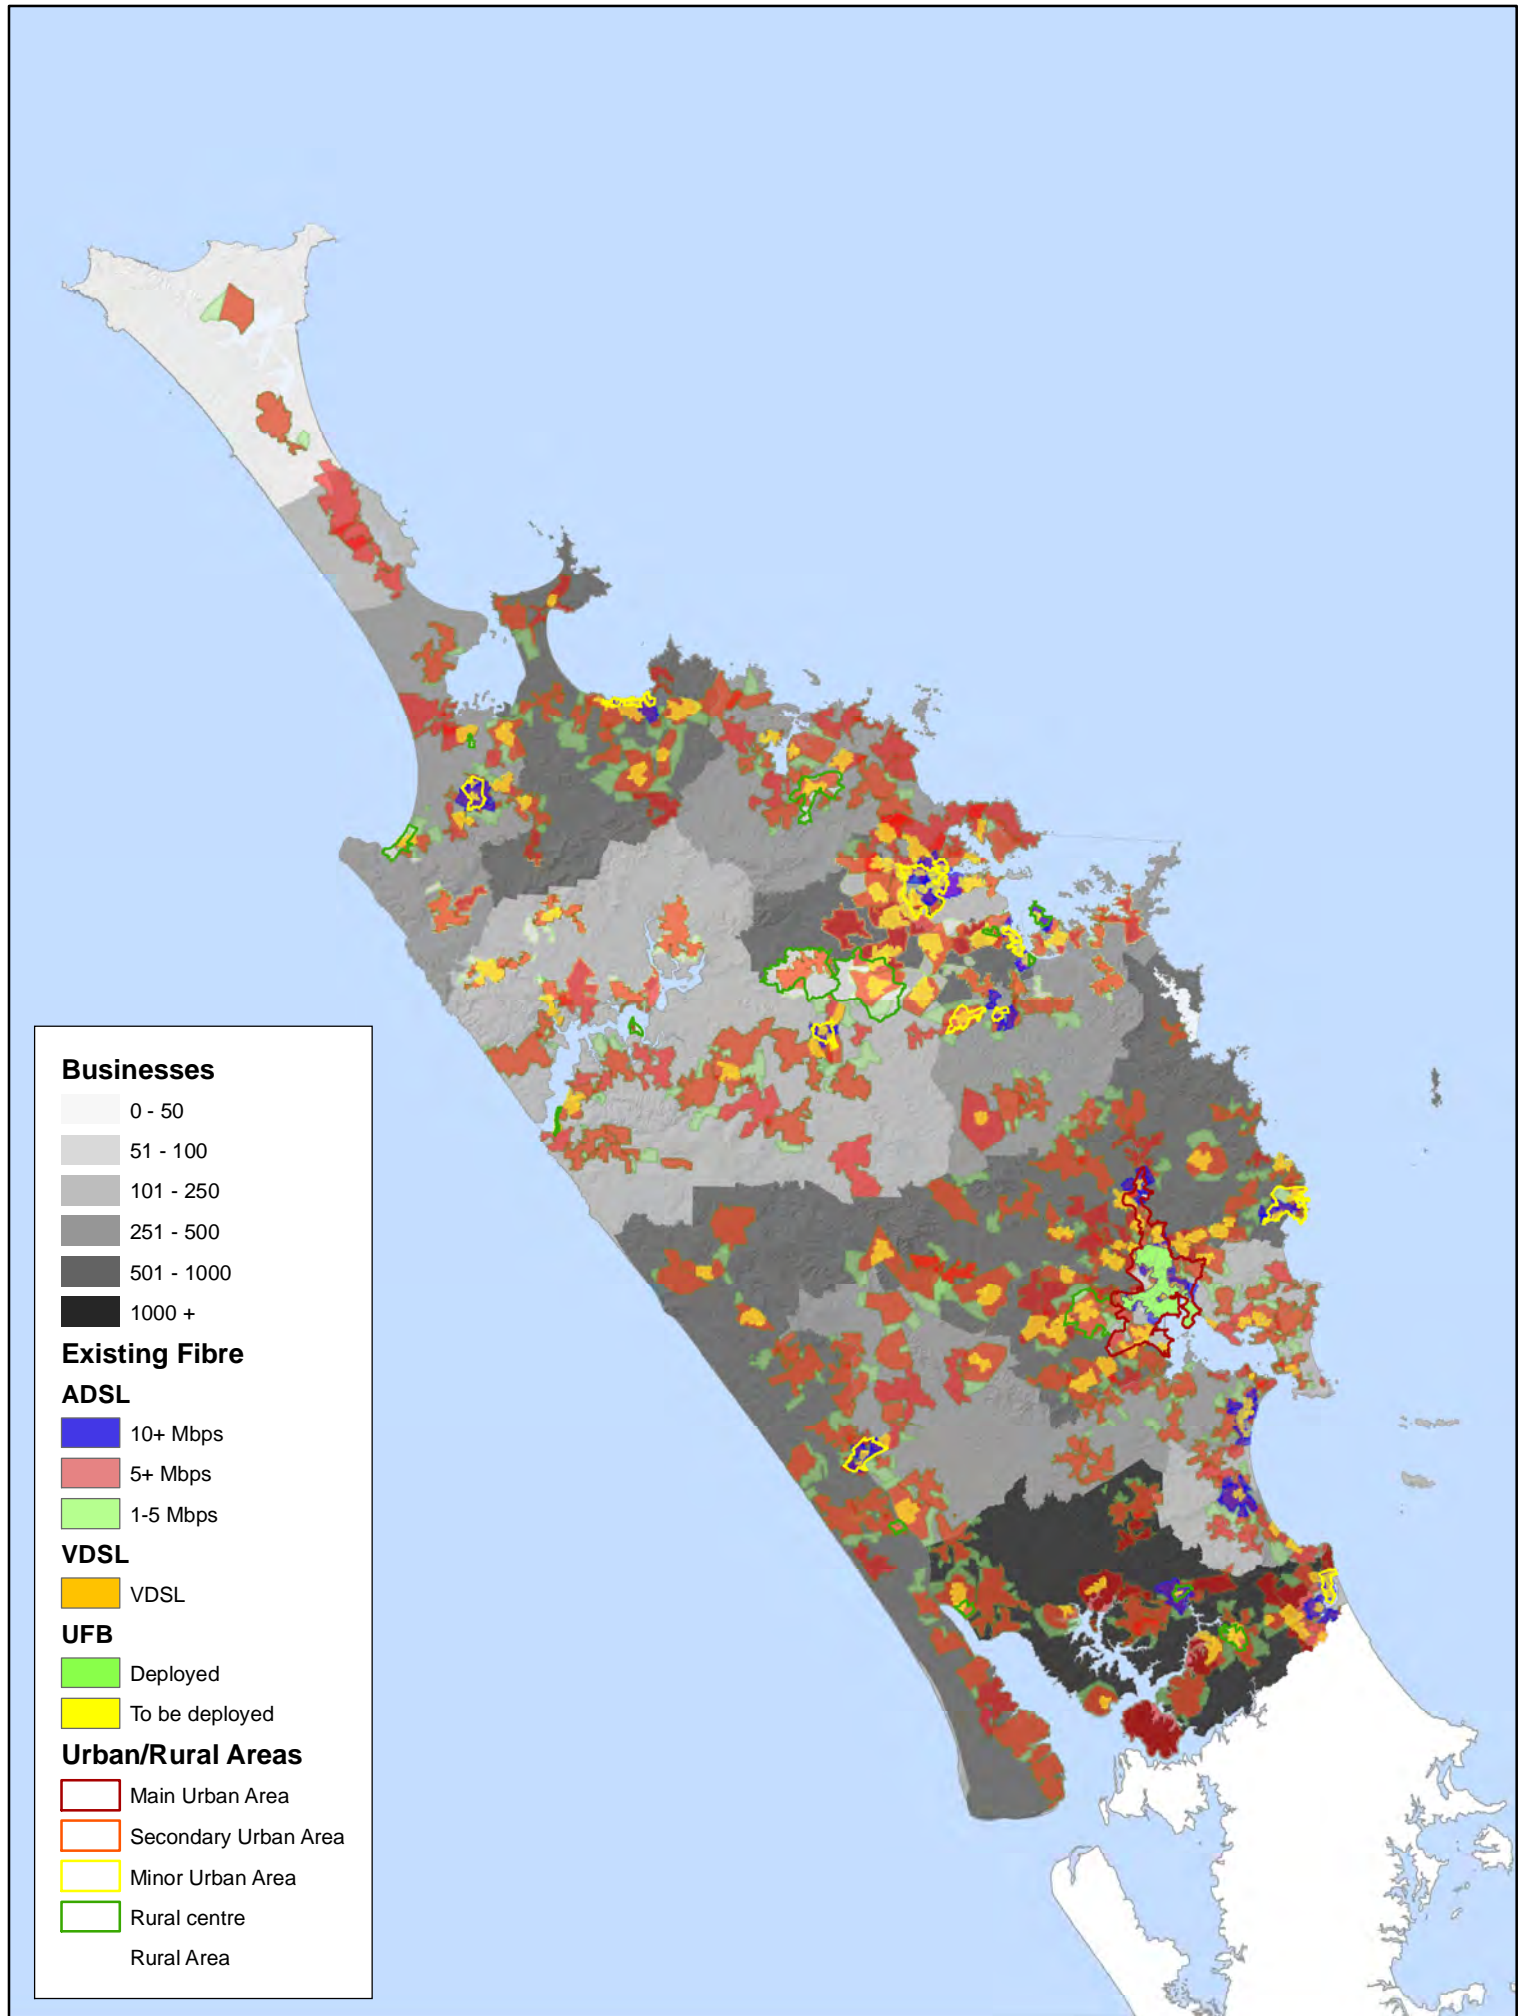 Businesses
0 - 50
51 - 100
101 - 250
251 - 500
501 - 1000
1000 +
Existing Fibre
ADSL
10+ Mbps
5+ Mbps
1-5 Mbps
VDSL
VDSL
UFB
Deployed
To be deployed
Urban/Rural Areas
Main Urban Area
Secondary Urban Area
Minor Urban Area
Rural centre
Rural Area